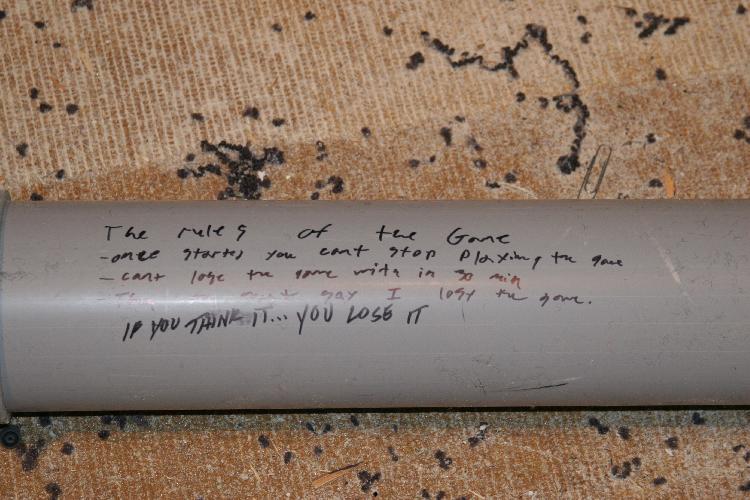 The rules of the Game
- once started you cant stop Playing the game
- cant lose the game with in 30 min
say I losy the game.
IF YOU THINK IT... YOU LOSE IT